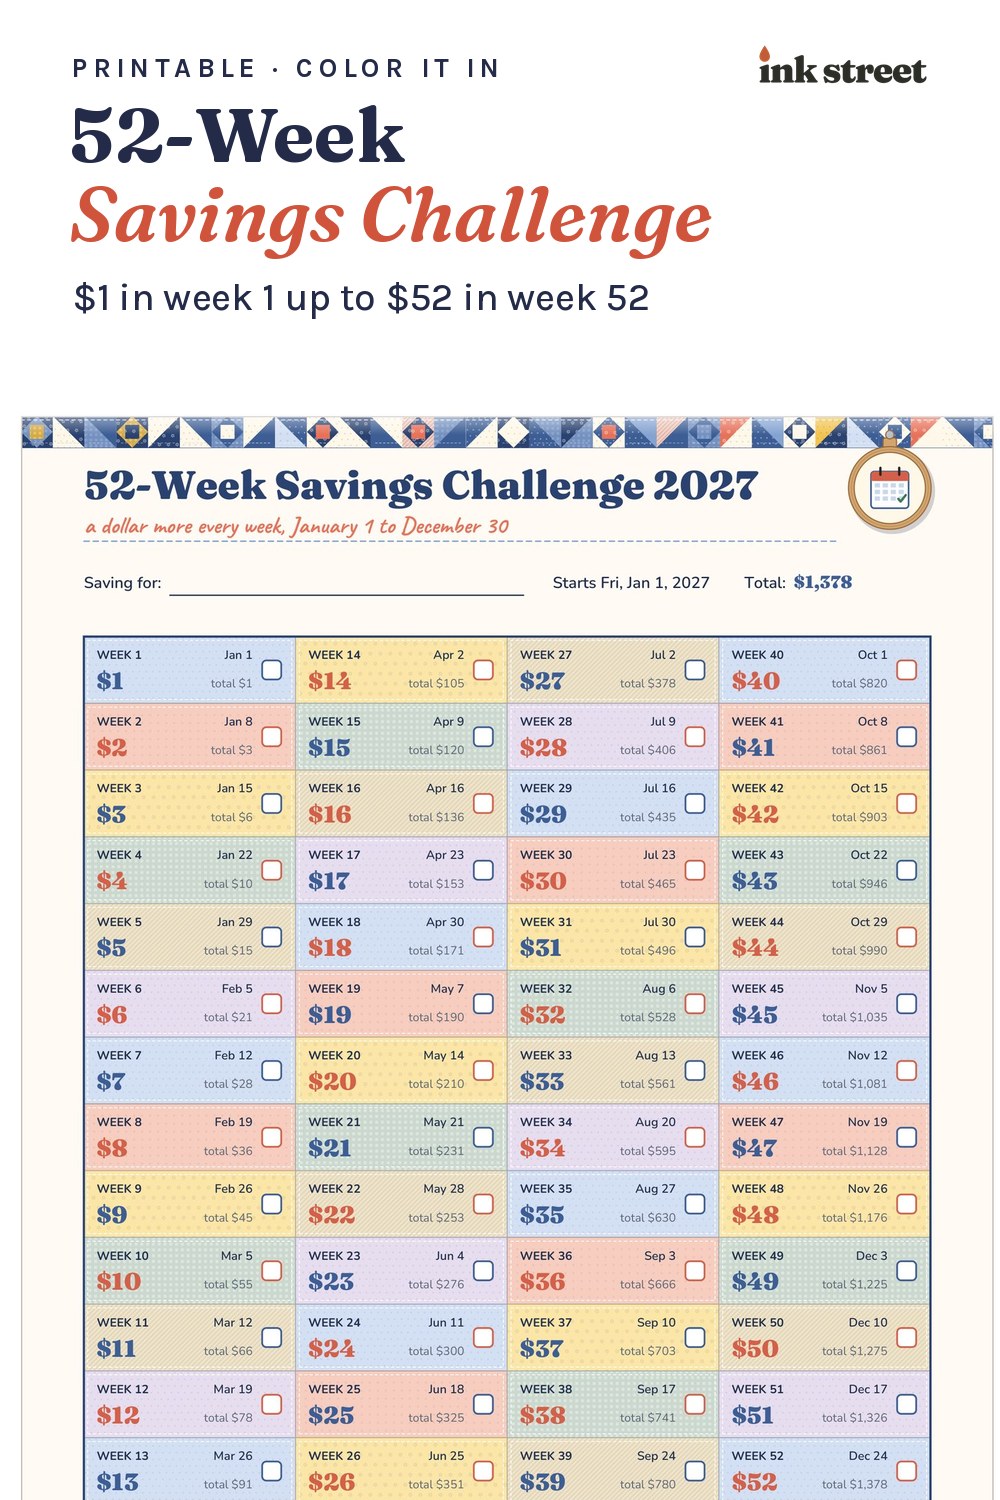 PRINTABLE · COLOR IT IN
ink street
52-Week
Savings Challenge
$1 in week 1 up to $52 in week 52
52-Week Savings Challenge 2027
a dollar more every week, January 1 to December 30
Saving for:
Starts Fri, Jan 1, 2027
Total: $1,378
WEEK 1 Jan 1
$1 total $1
WEEK 2 Jan 8
$2 total $3
WEEK 3 Jan 15
$3 total $6
WEEK 4 Jan 22
$4 total $10
WEEK 5 Jan 29
$5 total $15
WEEK 6 Feb 5
$6 total $21
WEEK 7 Feb 12
$7 total $28
WEEK 8 Feb 19
$8 total $36
WEEK 9 Feb 26
$9 total $45
WEEK 10 Mar 5
$10 total $55
WEEK 11 Mar 12
$11 total $66
WEEK 12 Mar 19
$12 total $78
WEEK 13 Mar 26
$13 total $91
WEEK 14 Apr 2
$14 total $105
WEEK 15 Apr 9
$15 total $120
WEEK 16 Apr 16
$16 total $136
WEEK 17 Apr 23
$17 total $153
WEEK 18 Apr 30
$18 total $171
WEEK 19 May 7
$19 total $190
WEEK 20 May 14
$20 total $210
WEEK 21 May 21
$21 total $231
WEEK 22 May 28
$22 total $253
WEEK 23 Jun 4
$23 total $276
WEEK 24 Jun 11
$24 total $300
WEEK 25 Jun 18
$25 total $325
WEEK 26 Jun 25
$26 total $351
WEEK 27 Jul 2
$27 total $378
WEEK 28 Jul 9
$28 total $406
WEEK 29 Jul 16
$29 total $435
WEEK 30 Jul 23
$30 total $465
WEEK 31 Jul 30
$31 total $496
WEEK 32 Aug 6
$32 total $528
WEEK 33 Aug 13
$33 total $561
WEEK 34 Aug 20
$34 total $595
WEEK 35 Aug 27
$35 total $630
WEEK 36 Sep 3
$36 total $666
WEEK 37 Sep 10
$37 total $703
WEEK 38 Sep 17
$38 total $741
WEEK 39 Sep 24
$39 total $780
WEEK 40 Oct 1
$40 total $820
WEEK 41 Oct 8
$41 total $861
WEEK 42 Oct 15
$42 total $903
WEEK 43 Oct 22
$43 total $946
WEEK 44 Oct 29
$44 total $990
WEEK 45 Nov 5
$45 total $1,035
WEEK 46 Nov 12
$46 total $1,081
WEEK 47 Nov 19
$47 total $1,128
WEEK 48 Nov 26
$48 total $1,176
WEEK 49 Dec 3
$49 total $1,225
WEEK 50 Dec 10
$50 total $1,275
WEEK 51 Dec 17
$51 total $1,326
WEEK 52 Dec 24
$52 total $1,378